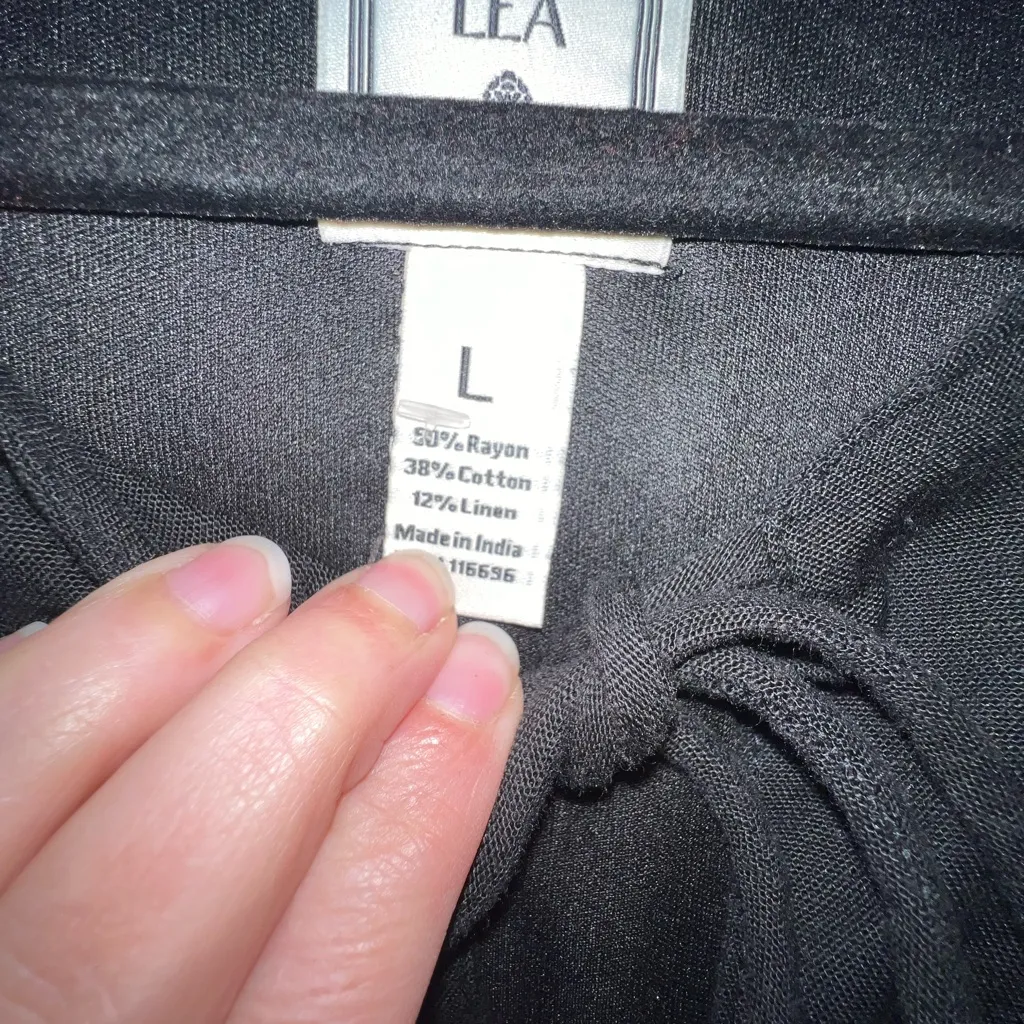 LEA
L
50% Rayon
38% Cotton
12% Linen
Made in India
116696